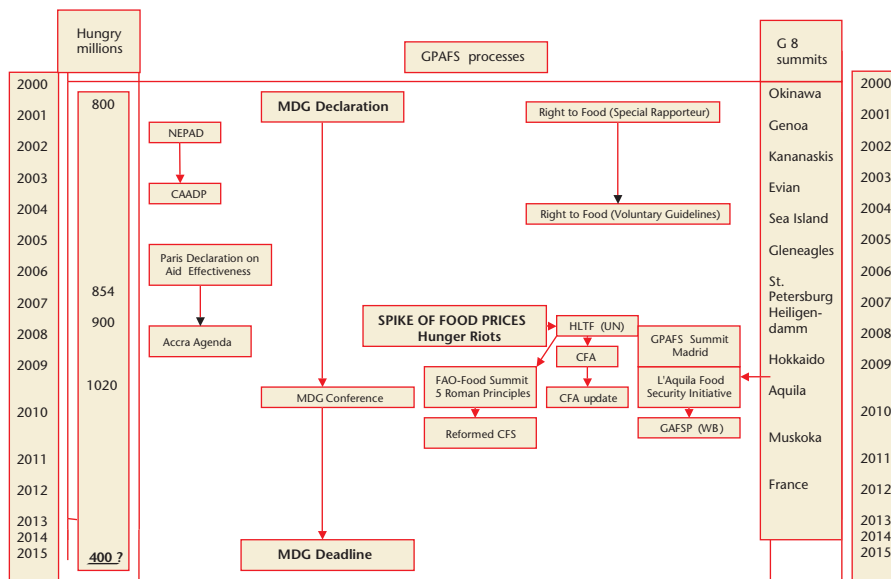 Hungry
millions
GPAFS processes
G 8
summits
2000
2001
2002
2003
2004
2005
2006
2007
2008
2009
2010
2011
2012
2013
2014
2015
800
854
900
1020
400 ?
NEPAD
CAADP
Paris Declaration on
Aid Effectiveness
Accra Agenda
MDG Declaration
MDG Conference
MDG Deadline
Right to Food (Special Rapporteur)
Right to Food (Voluntary Guidelines)
SPIKE OF FOOD PRICES
Hunger Riots
HLTF (UN)
CFA
CFA update
FAO-Food Summit
5 Roman Principles
Reformed CFS
GPAFS Summit
Madrid
L'Aquila Food
Security Initiative
GAFSP (WB)
Okinawa
Genoa
Kananaskis
Evian
Sea Island
Gleneagles
St.
Petersburg
Heiligen-
damm
Hokkaido
Aquila
Muskoka
France
2000
2001
2002
2003
2004
2005
2006
2007
2008
2009
2010
2011
2012
2013
2014
2015